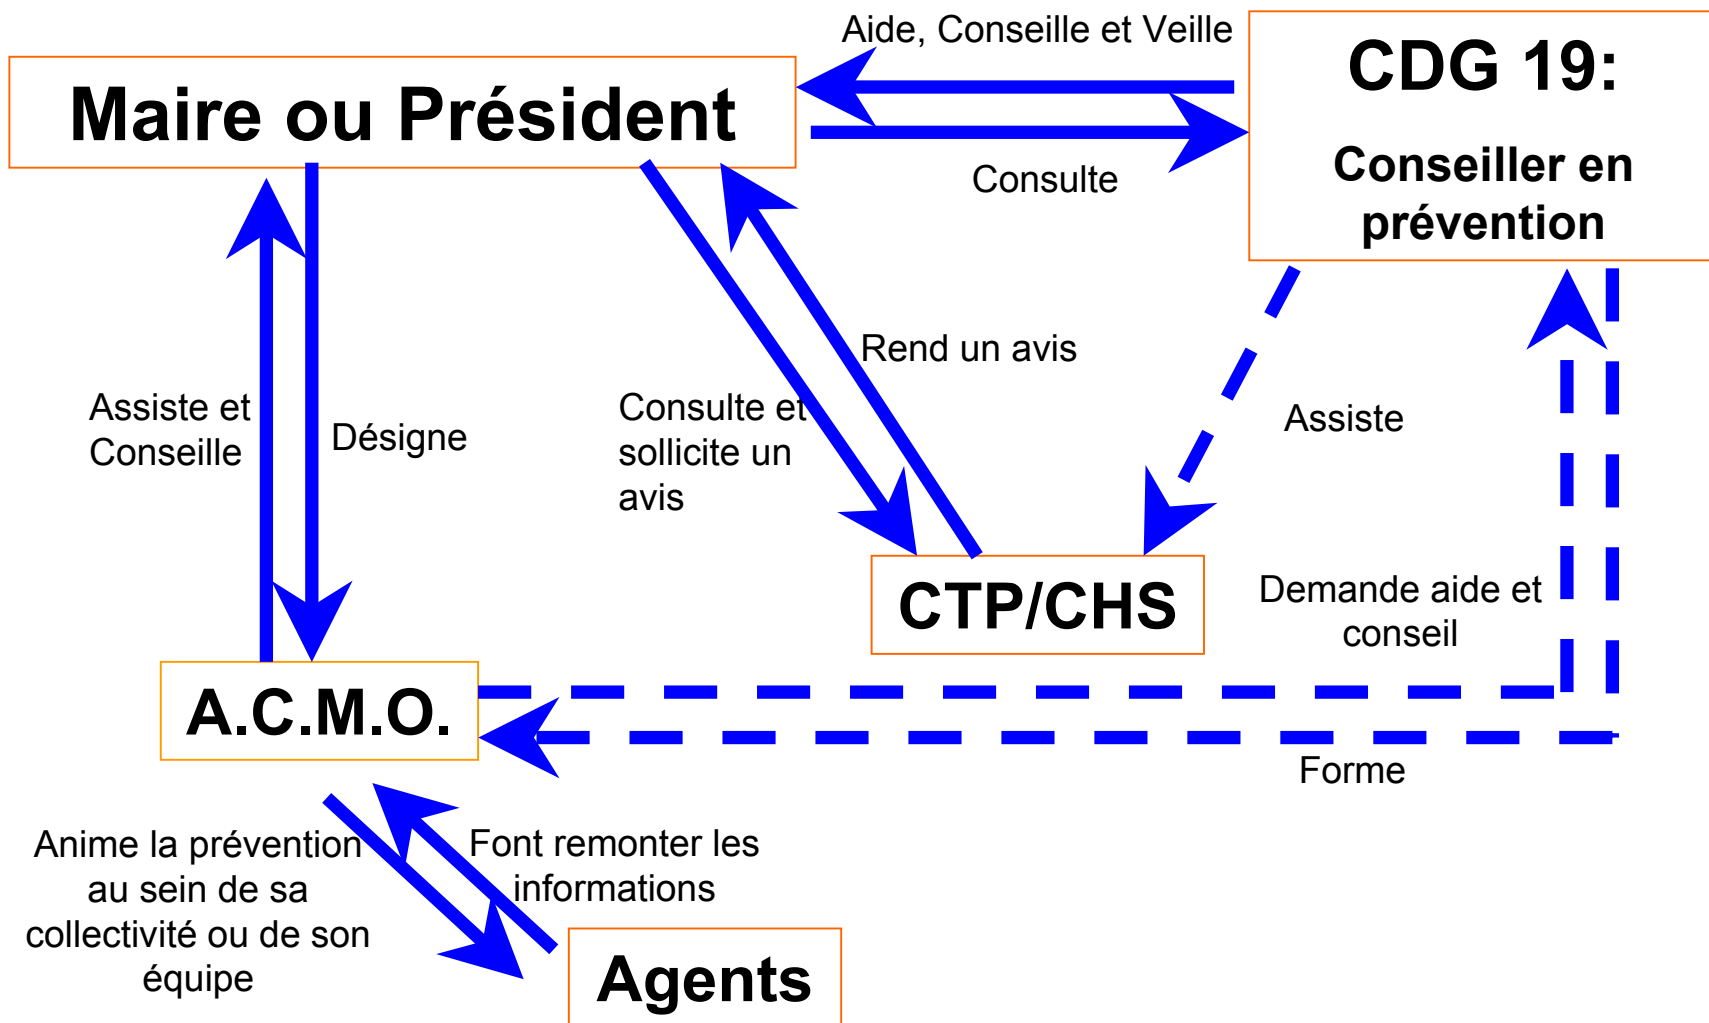 Aide, Conseille et Veille
CDG 19:
Maire ou Président
Conseiller en
prévention
Consulte
Rend un avis
Assiste et
Conseille
Désigne
Consulte et
sollicite un
avis
Assiste
CTP/CHS
Demande aide et
conseil
A.C.M.O.
Forme
Anime la prévention
au sein de sa
collectivité ou de son
équipe
Font remonter les
informations
Agents